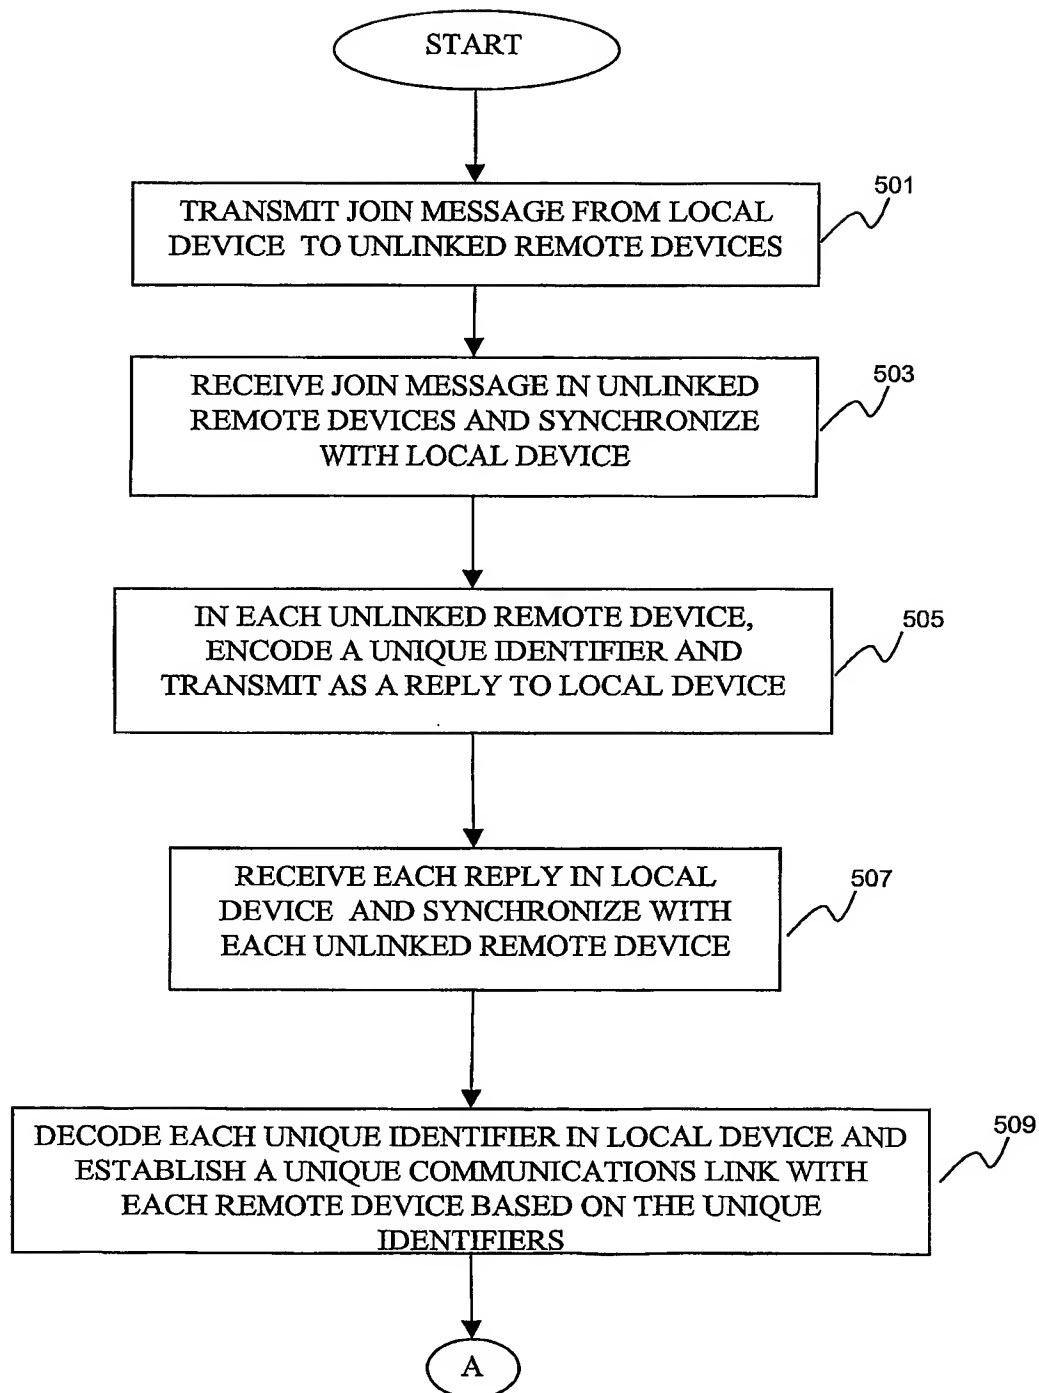 START
501
TRANSMIT JOIN MESSAGE FROM LOCAL
DEVICE TO UNLINKED REMOTE DEVICES
503
RECEIVE JOIN MESSAGE IN UNLINKED
REMOTE DEVICES AND SYNCHRONIZE
WITH LOCAL DEVICE
505
IN EACH UNLINKED REMOTE DEVICE,
ENCODE A UNIQUE IDENTIFIER AND
TRANSMIT AS A REPLY TO LOCAL DEVICE
507
RECEIVE EACH REPLY IN LOCAL
DEVICE AND SYNCHRONIZE WITH
EACH UNLINKED REMOTE DEVICE
509
DECODE EACH UNIQUE IDENTIFIER IN LOCAL DEVICE AND
ESTABLISH A UNIQUE COMMUNICATIONS LINK WITH
EACH REMOTE DEVICE BASED ON THE UNIQUE
IDENTIFIERS
A